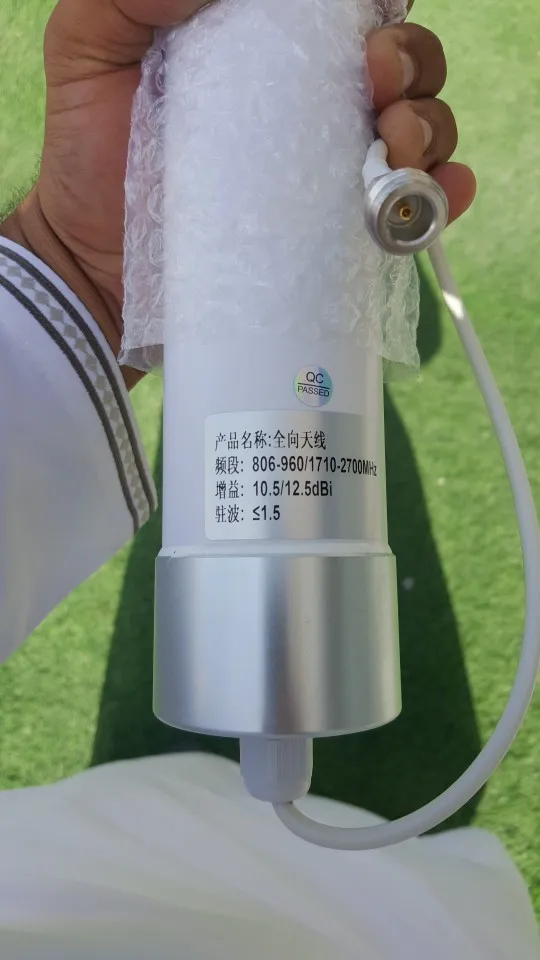 QC
PASSED
产品名称:全向天线
频段: 806-960/1710-2700MHz
增益: 10.5/12.5dBi
驻波: ≤1.5